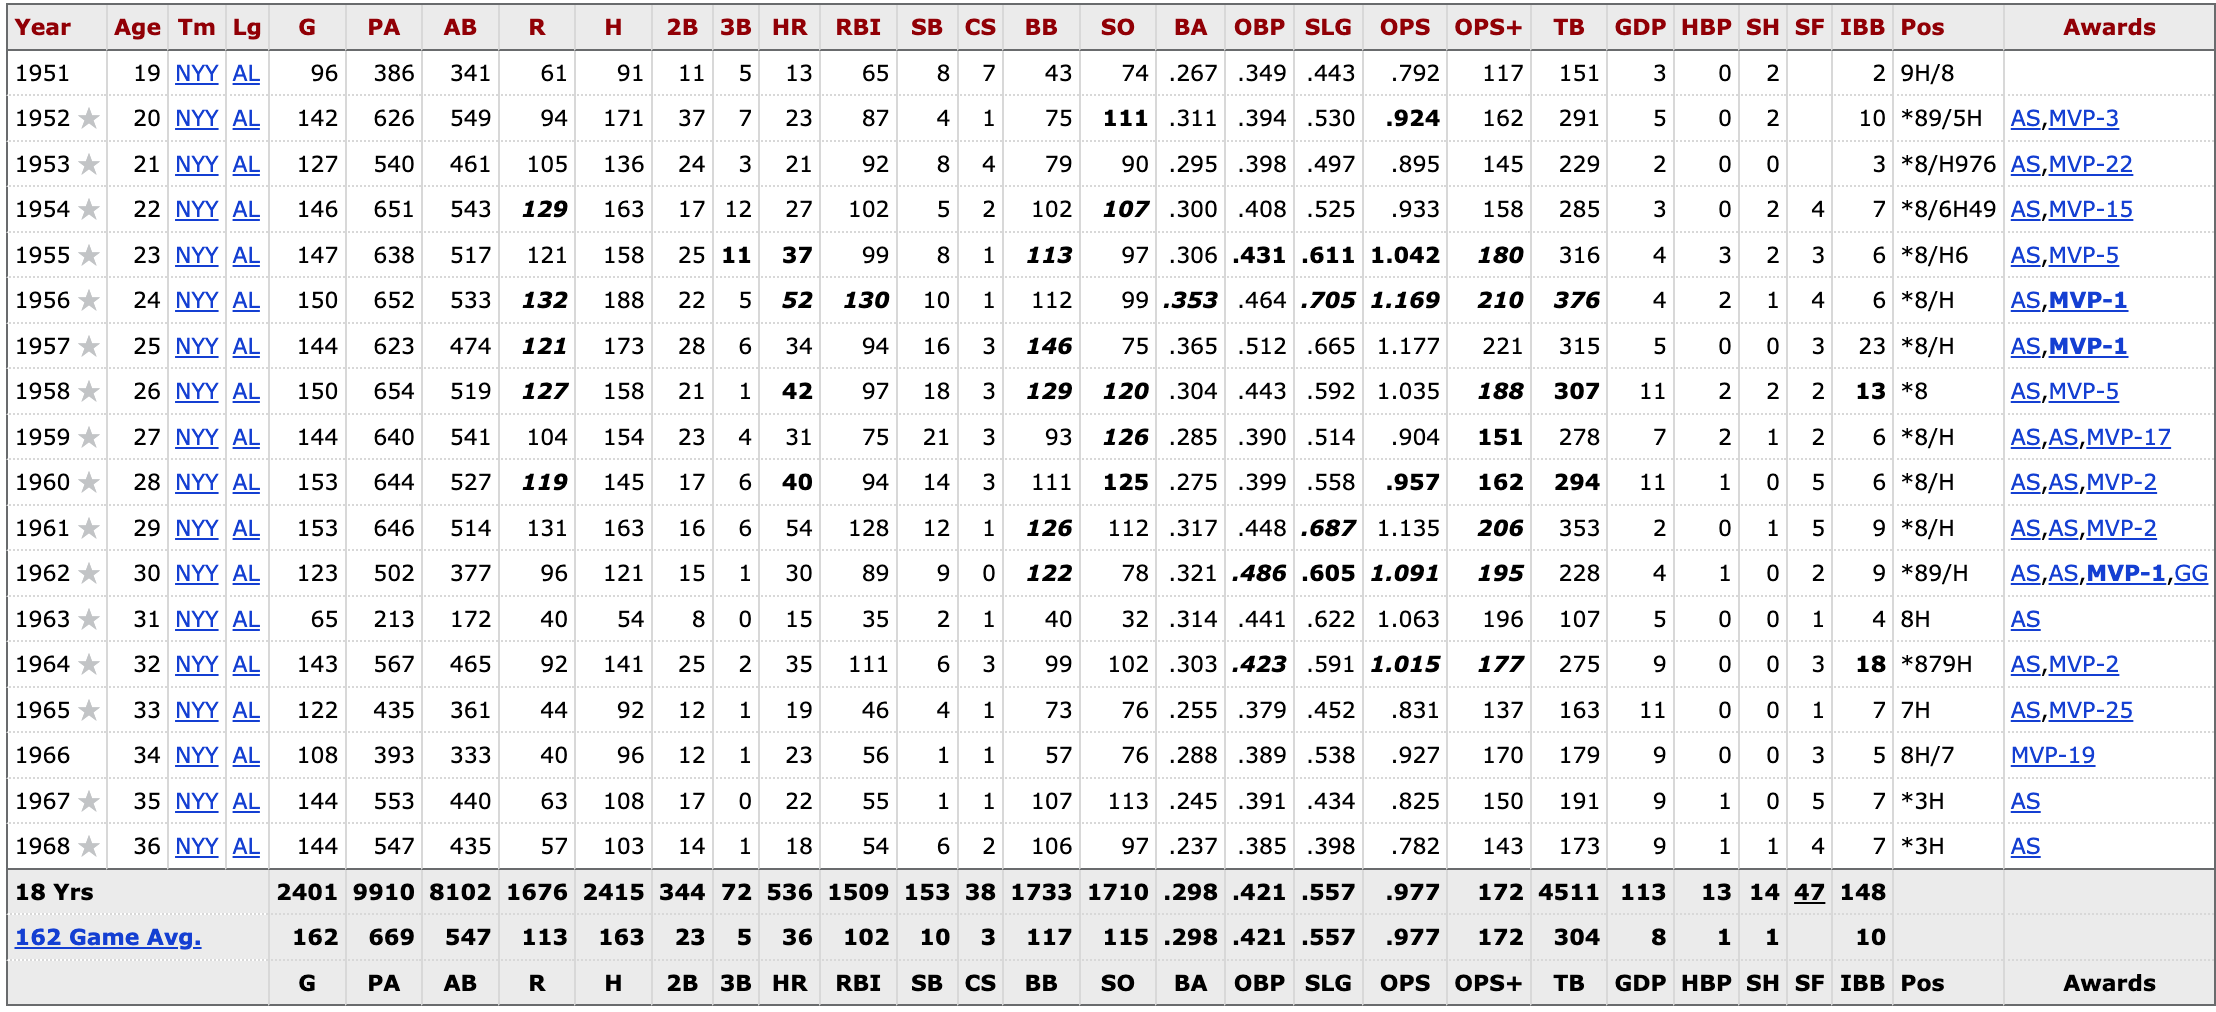 Year Age Tm Lg G PA AB R H 2B 3B HR RBI SB CS BB SO BA OBP SLG OPS OPS+ TB GDP HBP SH SF IBB Pos Awards
1951 19 NYY AL 96 386 341 61 91 11 5 13 65 8 7 43 74 .267 .349 .443 .792 117 151 3 0 2 2 9H/8
1952 ★ 20 NYY AL 142 626 549 94 171 37 7 23 87 4 1 75 111 .311 .394 .530 .924 162 291 5 0 2 10 *89/5H AS,MVP-3
1953 ★ 21 NYY AL 127 540 461 105 136 24 3 21 92 8 4 79 90 .295 .398 .497 .895 145 229 2 0 0 3 *8/H976 AS,MVP-22
1954 ★ 22 NYY AL 146 651 543 129 163 17 12 27 102 5 2 102 107 .300 .408 .525 .933 158 285 3 0 2 4 7 *8/6H49 AS,MVP-15
1955 ★ 23 NYY AL 147 638 517 121 158 25 11 37 99 8 1 113 97 .306 .431 .611 1.042 180 316 4 3 2 3 6 *8/H6 AS,MVP-5
1956 ★ 24 NYY AL 150 652 533 132 188 22 5 52 130 10 1 112 99 .353 .464 .705 1.169 210 376 4 2 1 4 6 *8/H AS,MVP-1
1957 ★ 25 NYY AL 144 623 474 121 173 28 6 34 94 16 3 146 75 .365 .512 .665 1.177 221 315 5 0 0 3 23 *8/H AS,MVP-1
1958 ★ 26 NYY AL 150 654 519 127 158 21 1 42 97 18 3 129 120 .304 .443 .592 1.035 188 307 11 2 2 2 13 *8 AS,MVP-5
1959 ★ 27 NYY AL 144 640 541 104 154 23 4 31 75 21 3 93 126 .285 .390 .514 .904 151 278 7 2 1 2 6 *8/H AS,AS,MVP-17
1960 ★ 28 NYY AL 153 644 527 119 145 17 6 40 94 14 3 111 125 .275 .399 .558 .957 162 294 11 1 0 5 6 *8/H AS,AS,MVP-2
1961 ★ 29 NYY AL 153 646 514 131 163 16 6 54 128 12 1 126 112 .317 .448 .687 1.135 206 353 2 0 1 5 9 *8/H AS,AS,MVP-2
1962 ★ 30 NYY AL 123 502 377 96 121 15 1 30 89 9 0 122 78 .321 .486 .605 1.091 195 228 4 1 0 2 9 *89/H AS,AS,MVP-1,GG
1963 ★ 31 NYY AL 65 213 172 40 54 8 0 15 35 2 1 40 32 .314 .441 .622 1.063 196 107 5 0 0 1 4 8H AS
1964 ★ 32 NYY AL 143 567 465 92 141 25 2 35 111 6 3 99 102 .303 .423 .591 1.015 177 275 9 0 0 3 18 *879H AS,MVP-2
1965 ★ 33 NYY AL 122 435 361 44 92 12 1 19 46 4 1 73 76 .255 .379 .452 .831 137 163 11 0 0 1 7 7H AS,MVP-25
1966 34 NYY AL 108 393 333 40 96 12 1 23 56 1 1 57 76 .288 .389 .538 .927 170 179 9 0 0 3 5 8H/7 MVP-19
1967 ★ 35 NYY AL 144 553 440 63 108 17 0 22 55 1 1 107 113 .245 .391 .434 .825 150 191 9 1 0 5 7 *3H AS
1968 ★ 36 NYY AL 144 547 435 57 103 14 1 18 54 6 2 106 97 .237 .385 .398 .782 143 173 9 1 1 4 7 *3H AS
18 Yrs 2401 9910 8102 1676 2415 344 72 536 1509 153 38 1733 1710 .298 .421 .557 .977 172 4511 113 13 14 47 148
162 Game Avg. 162 669 547 113 163 23 5 36 102 10 3 117 115 .298 .421 .557 .977 172 304 8 1 1 10
G PA AB R H 2B 3B HR RBI SB CS BB SO BA OBP SLG OPS OPS+ TB GDP HBP SH SF IBB Pos Awards